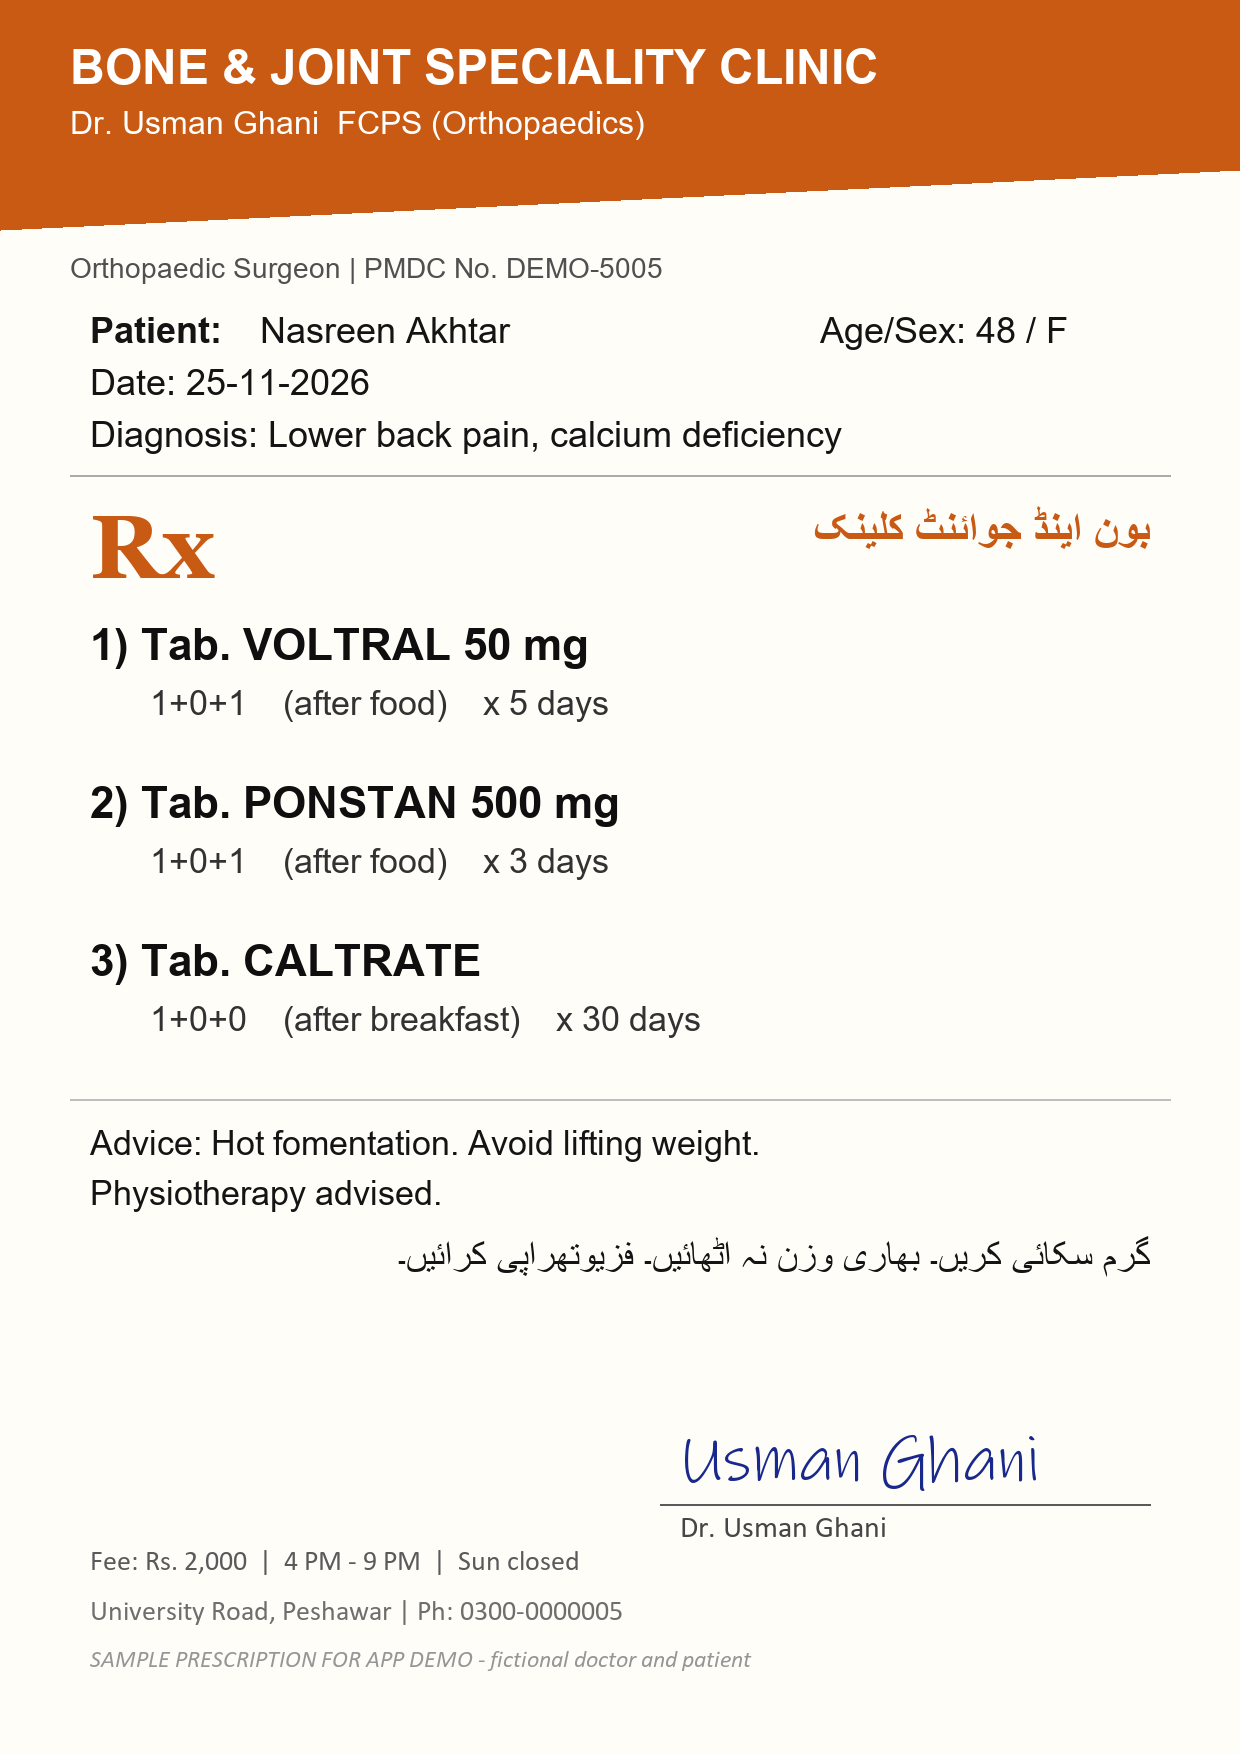 BONE & JOINT SPECIALITY CLINIC
Dr. Usman Ghani FCPS (Orthopaedics)
Orthopaedic Surgeon | PMDC No. DEMO-5005
Patient: Nasreen Akhtar Age/Sex: 48 / F
Date: 25-11-2026
Diagnosis: Lower back pain, calcium deficiency
Rx بون اینڈ جوائنٹ کلینک
1) Tab. VOLTRAL 50 mg
1+0+1 (after food) x 5 days
2) Tab. PONSTAN 500 mg
1+0+1 (after food) x 3 days
3) Tab. CALTRATE
1+0+0 (after breakfast) x 30 days
Advice: Hot fomentation. Avoid lifting weight.
Physiotherapy advised.
گرم سکائی کریں۔ بھاری وزن نہ اٹھائیں۔ فزیوتھراپی کرائیں۔
Usman Ghani
Dr. Usman Ghani
Fee: Rs. 2,000 | 4 PM - 9 PM | Sun closed
University Road, Peshawar | Ph: 0300-0000005
SAMPLE PRESCRIPTION FOR APP DEMO - fictional doctor and patient